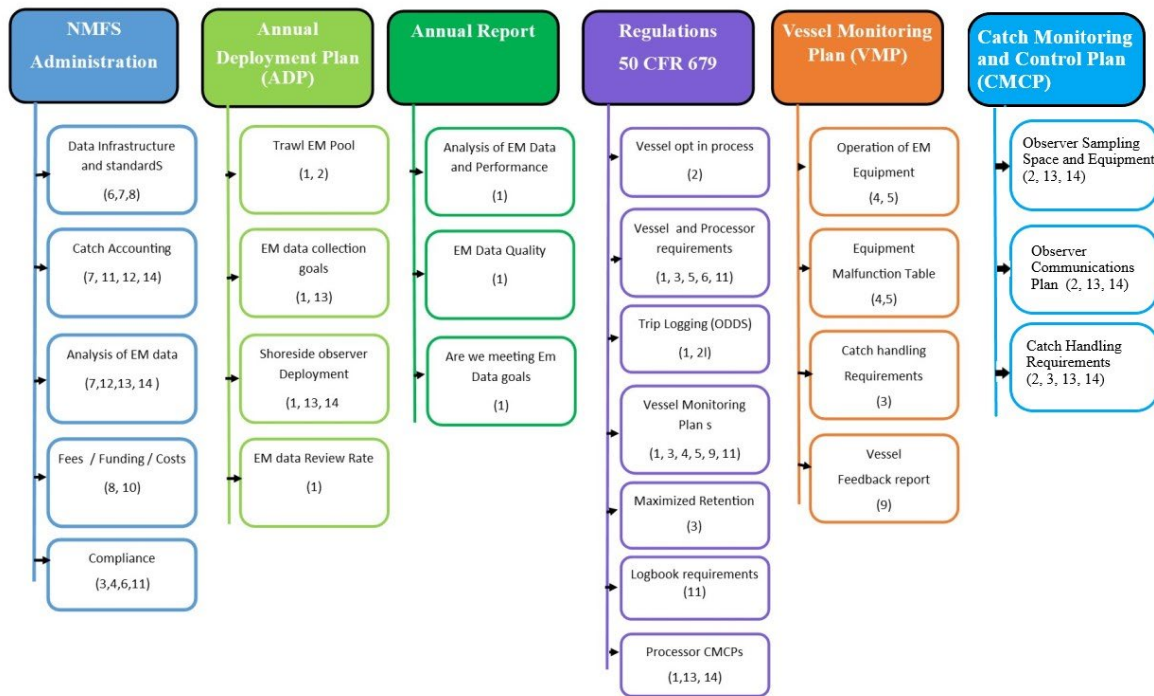 NMFS
Administration
Data Infrastructure
and standardS
(6,7,8)
Catch Accounting
(7, 11, 12, 14)
Analysis of EM data
(7,12,13, 14 )
Fees / Funding / Costs
(8, 10)
Compliance
(3,4,6,11)
Annual
Deployment Plan
(ADP)
Trawl EM Pool
(1, 2)
EM data collection
goals
(1, 13)
Shoreside observer
Deployment
(1, 13, 14
EM data Review Rate
(1)
Annual Report
Analysis of EM Data
and Performance
(1)
EM Data Quality
(1)
Are we meeting Em
Data goals
(1)
Regulations
50 CFR 679
Vessel opt in process
(2)
Vessel and Processor
requirements
(1, 3, 5, 6, 11)
Trip Logging (ODDS)
(1, 2l)
Vessel Monitoring
Plan s
(1, 3, 4, 5, 9, 11)
Maximized Retention
(3)
Logbook requirements
(11)
Processor CMCPs
(1,13, 14)
Vessel Monitoring
Plan (VMP)
Operation of EM
Equipment
(4, 5)
Equipment
Malfunction Table
(4,5)
Catch handling
Requirements
(3)
Vessel
Feedback report
(9)
Catch Monitoring
and Control Plan
(CMCP)
Observer Sampling
Space and Equipment
(2, 13, 14)
Observer
Communications
Plan (2, 13, 14)
Catch Handling
Requirements
(2, 3, 13, 14)